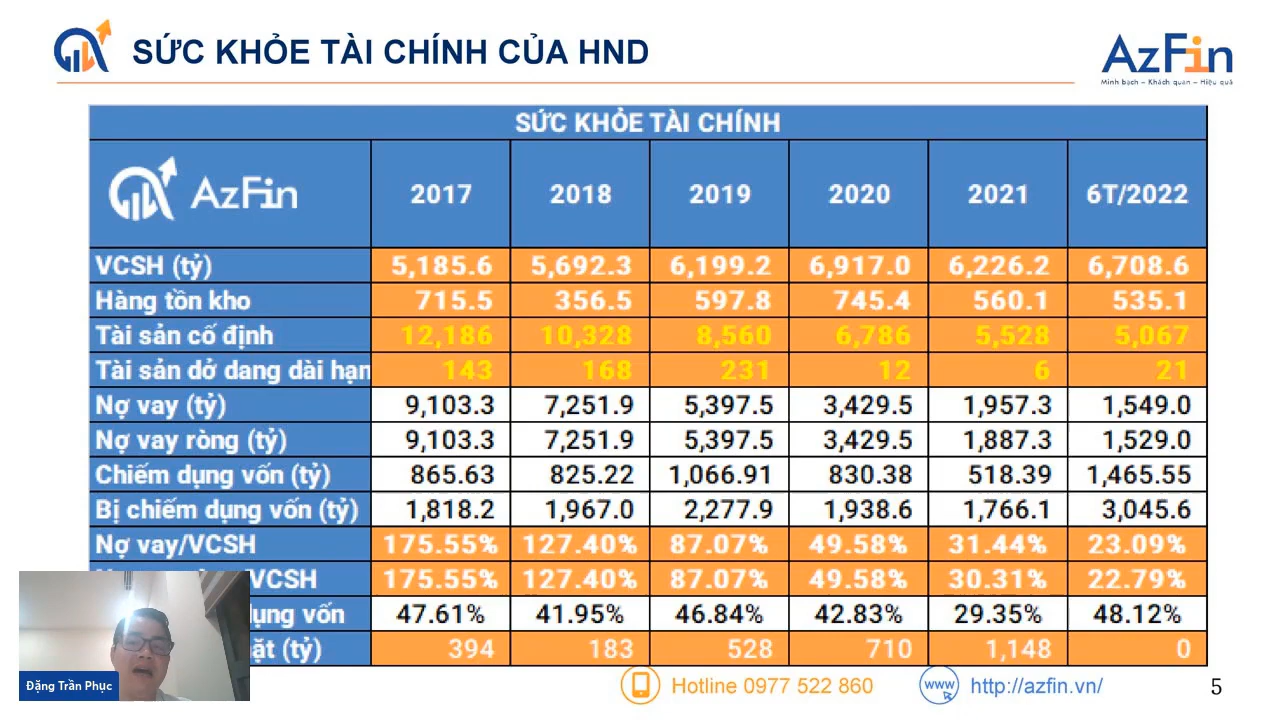 SỨC KHỎE TÀI CHÍNH CỦA HND
AzFin
Minh bạch – Khách quan – Hiệu quả
SỨC KHỎE TÀI CHÍNH
AzFin 2017 2018 2019 2020 2021 6T/2022
VCSH (tỷ) 5,185.6 5,692.3 6,199.2 6,917.0 6,226.2 6,708.6
Hàng tồn kho 715.5 356.5 597.8 745.4 560.1 535.1
Tài sản cố định 12,186 10,328 8,560 6,786 5,528 5,067
Tài sản dở dang dài hạn 143 168 231 12 6 21
Nợ vay (tỷ) 9,103.3 7,251.9 5,397.5 3,429.5 1,957.3 1,549.0
Nợ vay ròng (tỷ) 9,103.3 7,251.9 5,397.5 3,429.5 1,887.3 1,529.0
Chiếm dụng vốn (tỷ) 865.63 825.22 1,066.91 830.38 518.39 1,465.55
Bị chiếm dụng vốn (tỷ) 1,818.2 1,967.0 2,277.9 1,938.6 1,766.1 3,045.6
Nợ vay/VCSH 175.55% 127.40% 87.07% 49.58% 31.44% 23.09%
/VCSH 175.55% 127.40% 87.07% 49.58% 30.31% 22.79%
dụng vốn 47.61% 41.95% 46.84% 42.83% 29.35% 48.12%
(tỷ) 394 183 528 710 1,148 0
Đặng Trần Phục
Hotline 0977 522 860
www
http://azfin.vn/
5